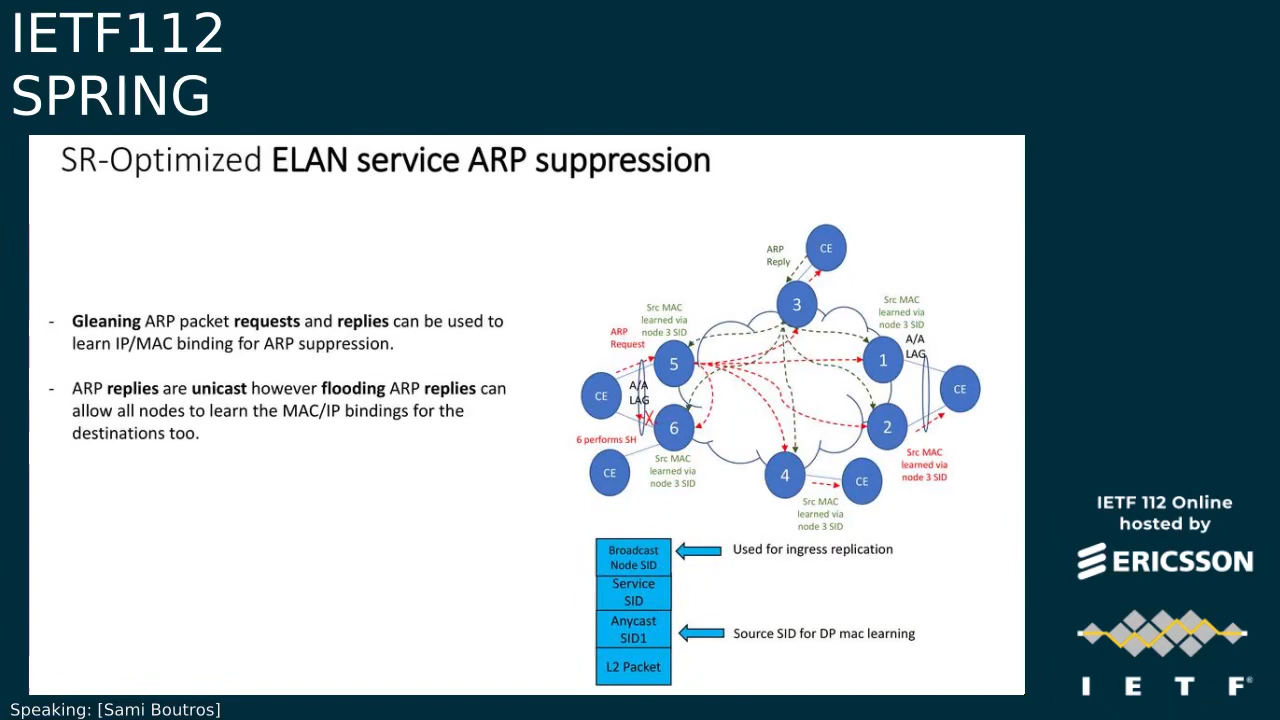 IETF112
SPRING
SR-Optimized ELAN service ARP suppression
- Gleaning ARP packet requests and replies can be used to
learn IP/MAC binding for ARP suppression.
- ARP replies are unicast however flooding ARP replies can
allow all nodes to learn the MAC/IP bindings for the
destinations too.
CE
ARP
Reply
3
Src MAC
learned via
node 3 SID
Src MAC
learned via
node 3 SID
ARP
Request
A/A
LAG
5
1
A/A
LAG
CE
CE
6
2
6 performs SH
CE
Src MAC
learned via
node 3 SID
Src MAC
learned via
node 3 SID
4
CE
Src MAC
learned via
node 3 SID
Broadcast
Node SID
Used for ingress replication
Service
SID
Anycast
SID1
Source SID for DP mac learning
L2 Packet
IETF 112 Online
hosted by
ERICSSON
I E T F®
Speaking: [Sami Boutros]